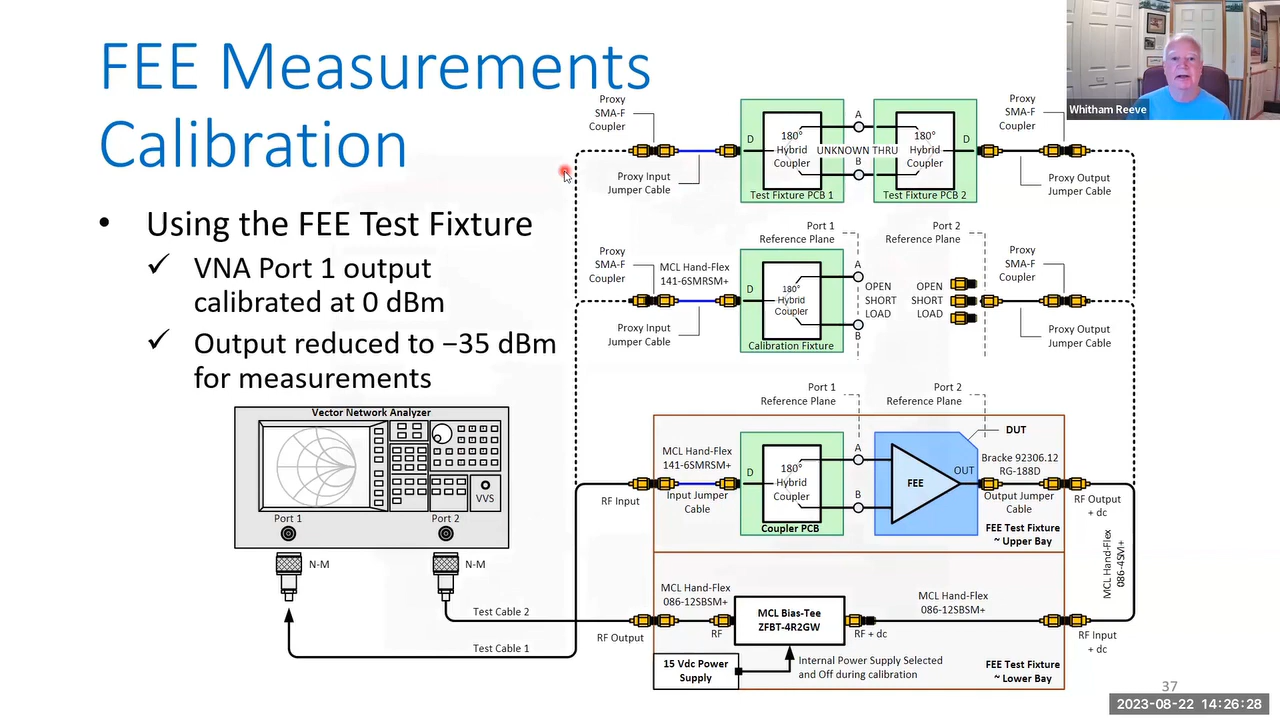 FEE Measurements
Calibration
• Using the FEE Test Fixture
✓ VNA Port 1 output
calibrated at 0 dBm
✓ Output reduced to −35 dBm
for measurements
Whitham Reeve
Proxy
SMA-F
Coupler
D
180°
Hybrid
Coupler
Test Fixture PCB 1
A
UNKNOWN THRU
B
180°
Hybrid
Coupler
D
Test Fixture PCB 2
Proxy
SMA-F
Coupler
Proxy Input
Jumper Cable
Proxy Output
Jumper Cable
Port 1
Reference Plane
Port 2
Reference Plane
Proxy
SMA-F
Coupler
MCL Hand-Flex
141-6SMRSM+
D
180°
Hybrid
Coupler
Calibration Fixture
A
B
OPEN
SHORT
LOAD
OPEN
SHORT
LOAD
Proxy
SMA-F
Coupler
Proxy Input
Jumper Cable
Proxy Output
Jumper Cable
Port 1
Reference Plane
Port 2
Reference Plane
Vector Network Analyzer
VVS
Port 1
Port 2
N-M
N-M
RF Input
MCL Hand-Flex
141-6SMRSM+
Input Jumper
Cable
D
180°
Hybrid
Coupler
Coupler PCB
A
B
FEE
OUT
DUT
Bracke 92306.12
RG-188D
Output Jumper
Cable
RF Output
+ dc
FEE Test Fixture
~ Upper Bay
MCL Hand-Flex
086-4SM+
Test Cable 2
Test Cable 1
RF Output
MCL Hand-Flex
086-12SBSM+
RF
MCL Bias-Tee
ZFBT-4R2GW
RF + dc
MCL Hand-Flex
086-12SBSM+
RF Input
+ dc
15 Vdc Power
Supply
Internal Power Supply Selected
and Off during calibration
FEE Test Fixture
~ Lower Bay
37
2023-08-22 14:26:28